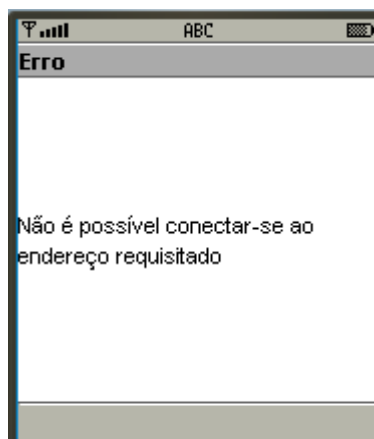 ABC
Erro
Não é possível conectar-se ao
endereço requisitado